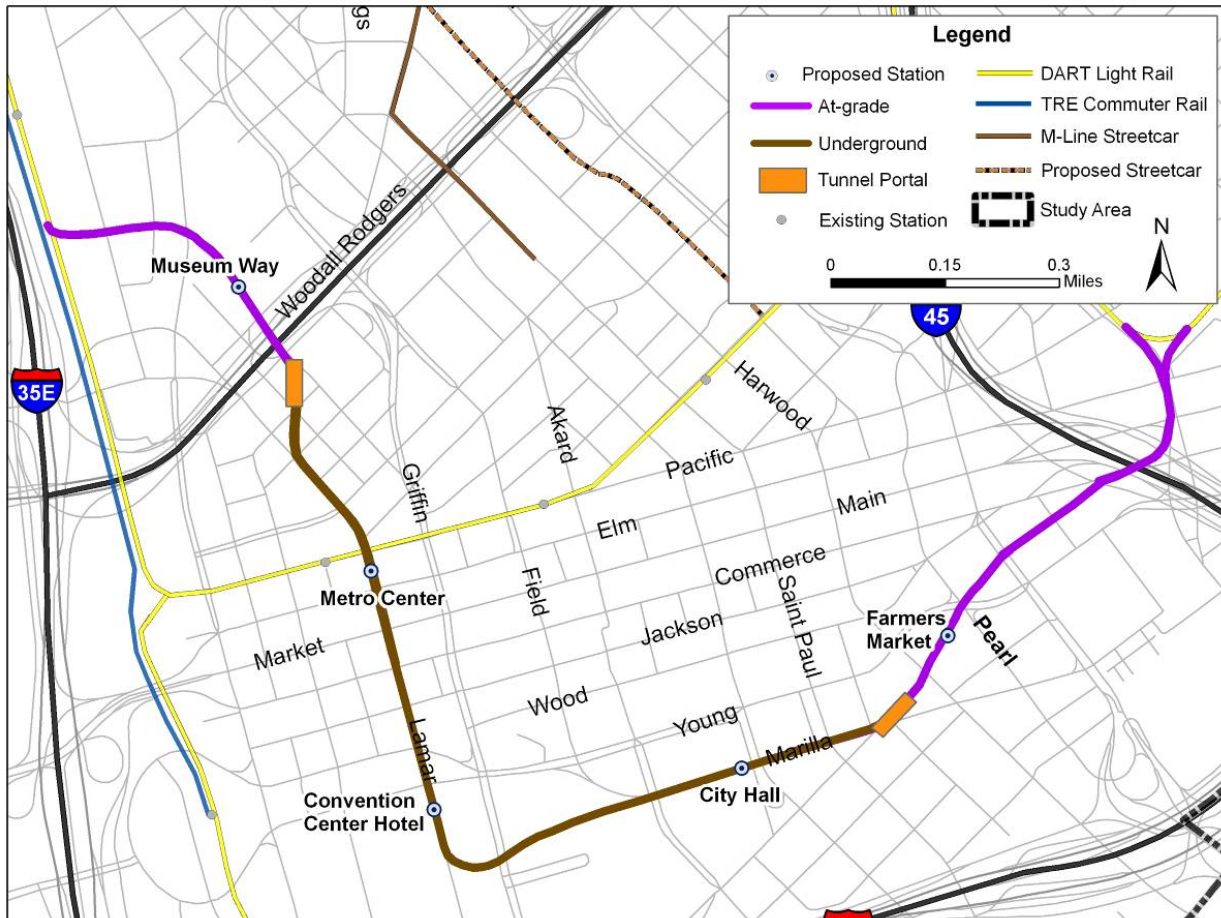 gs
Legend
Proposed Station
At-grade
Underground
Tunnel Portal
Existing Station
DART Light Rail
TRE Commuter Rail
M-Line Streetcar
Proposed Streetcar
Study Area
N
0 0.15 0.3
Miles
Museum Way
Woodall Rodgers
45
35E
Harwood
Akard
Pacific
Griffin
Main
Elm
Commerce
Metro Center
Field
Saint Paul
Farmers
Market
Pearl
Jackson
Market
Wood
Young
Lamar
Marilla
City Hall
Convention
Center Hotel